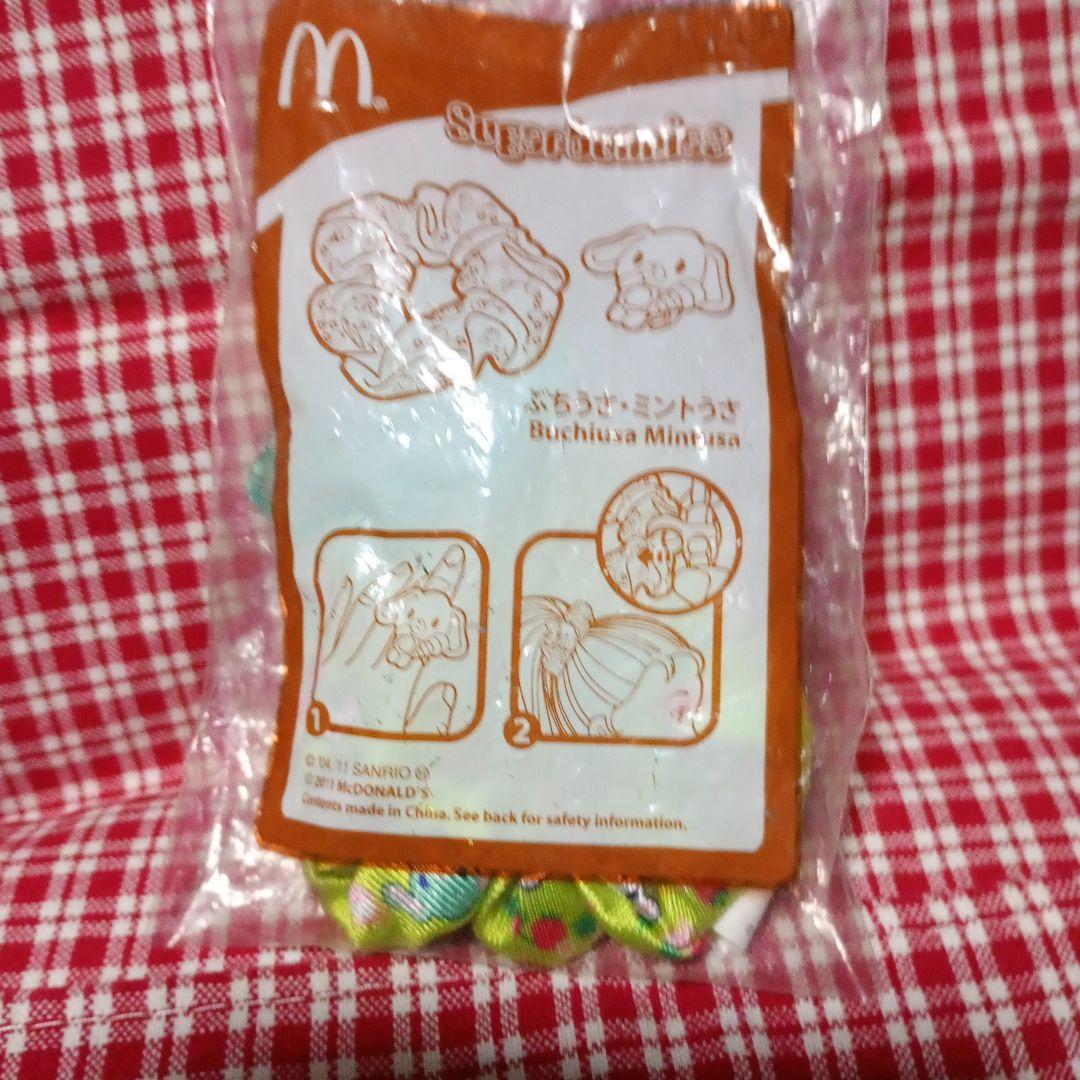 M
Sugarbunnies
ぶちうさ・ミントうさ
Buchiusa Mintusa
1
2
© '04, '11 SANRIO ®
© 2011 McDONALD'S
Contents made in China. See back for safety information.